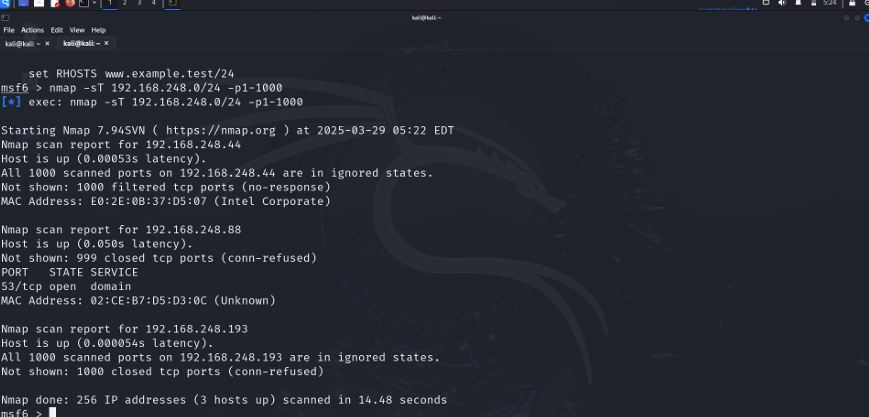 1 2 3 4
5:24
kali@kali: ~
File Actions Edit View Help
kali@kali: ~ × kali@kali: ~ ×
set RHOSTS www.example.test/24
msf6 > nmap -sT 192.168.248.0/24 -p1-1000
[*] exec: nmap -sT 192.168.248.0/24 -p1-1000
Starting Nmap 7.94SVN ( https://nmap.org ) at 2025-03-29 05:22 EDT
Nmap scan report for 192.168.248.44
Host is up (0.00053s latency).
All 1000 scanned ports on 192.168.248.44 are in ignored states.
Not shown: 1000 filtered tcp ports (no-response)
MAC Address: E0:2E:0B:37:D5:07 (Intel Corporate)
Nmap scan report for 192.168.248.88
Host is up (0.050s latency).
Not shown: 999 closed tcp ports (conn-refused)
PORT STATE SERVICE
53/tcp open domain
MAC Address: 02:CE:B7:D5:D3:0C (Unknown)
Nmap scan report for 192.168.248.193
Host is up (0.000054s latency).
All 1000 scanned ports on 192.168.248.193 are in ignored states.
Not shown: 1000 closed tcp ports (conn-refused)
Nmap done: 256 IP addresses (3 hosts up) scanned in 14.48 seconds
msf6 >